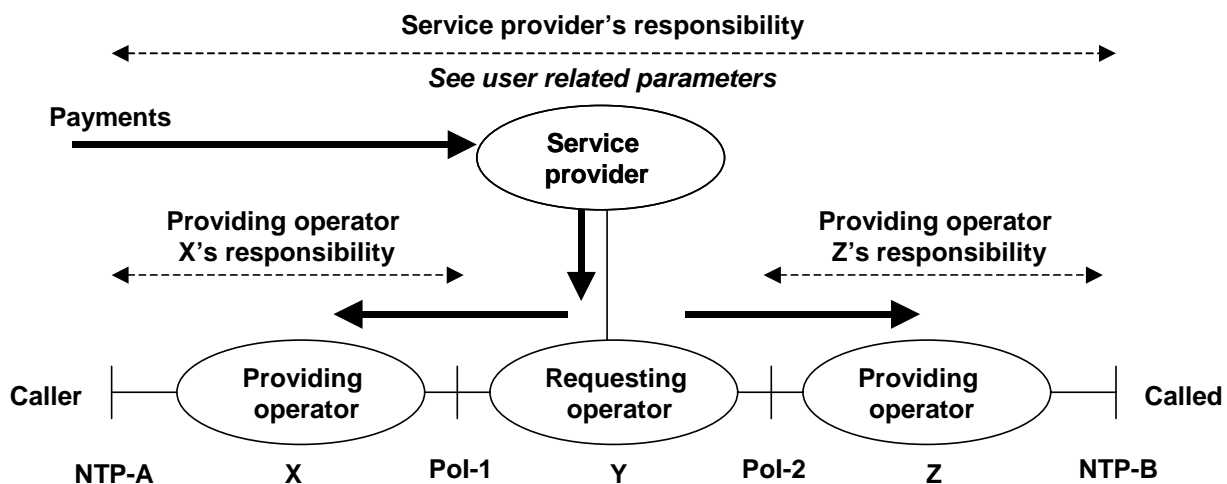 Service provider’s responsibility
See user related parameters
Payments
Service
provider
Providing operator
X’s responsibility
Providing operator
Z’s responsibility
Caller
Providing
operator
Requesting
operator
Providing
operator
Called
NTP-A
X
PoI-1
Y
PoI-2
Z
NTP-B